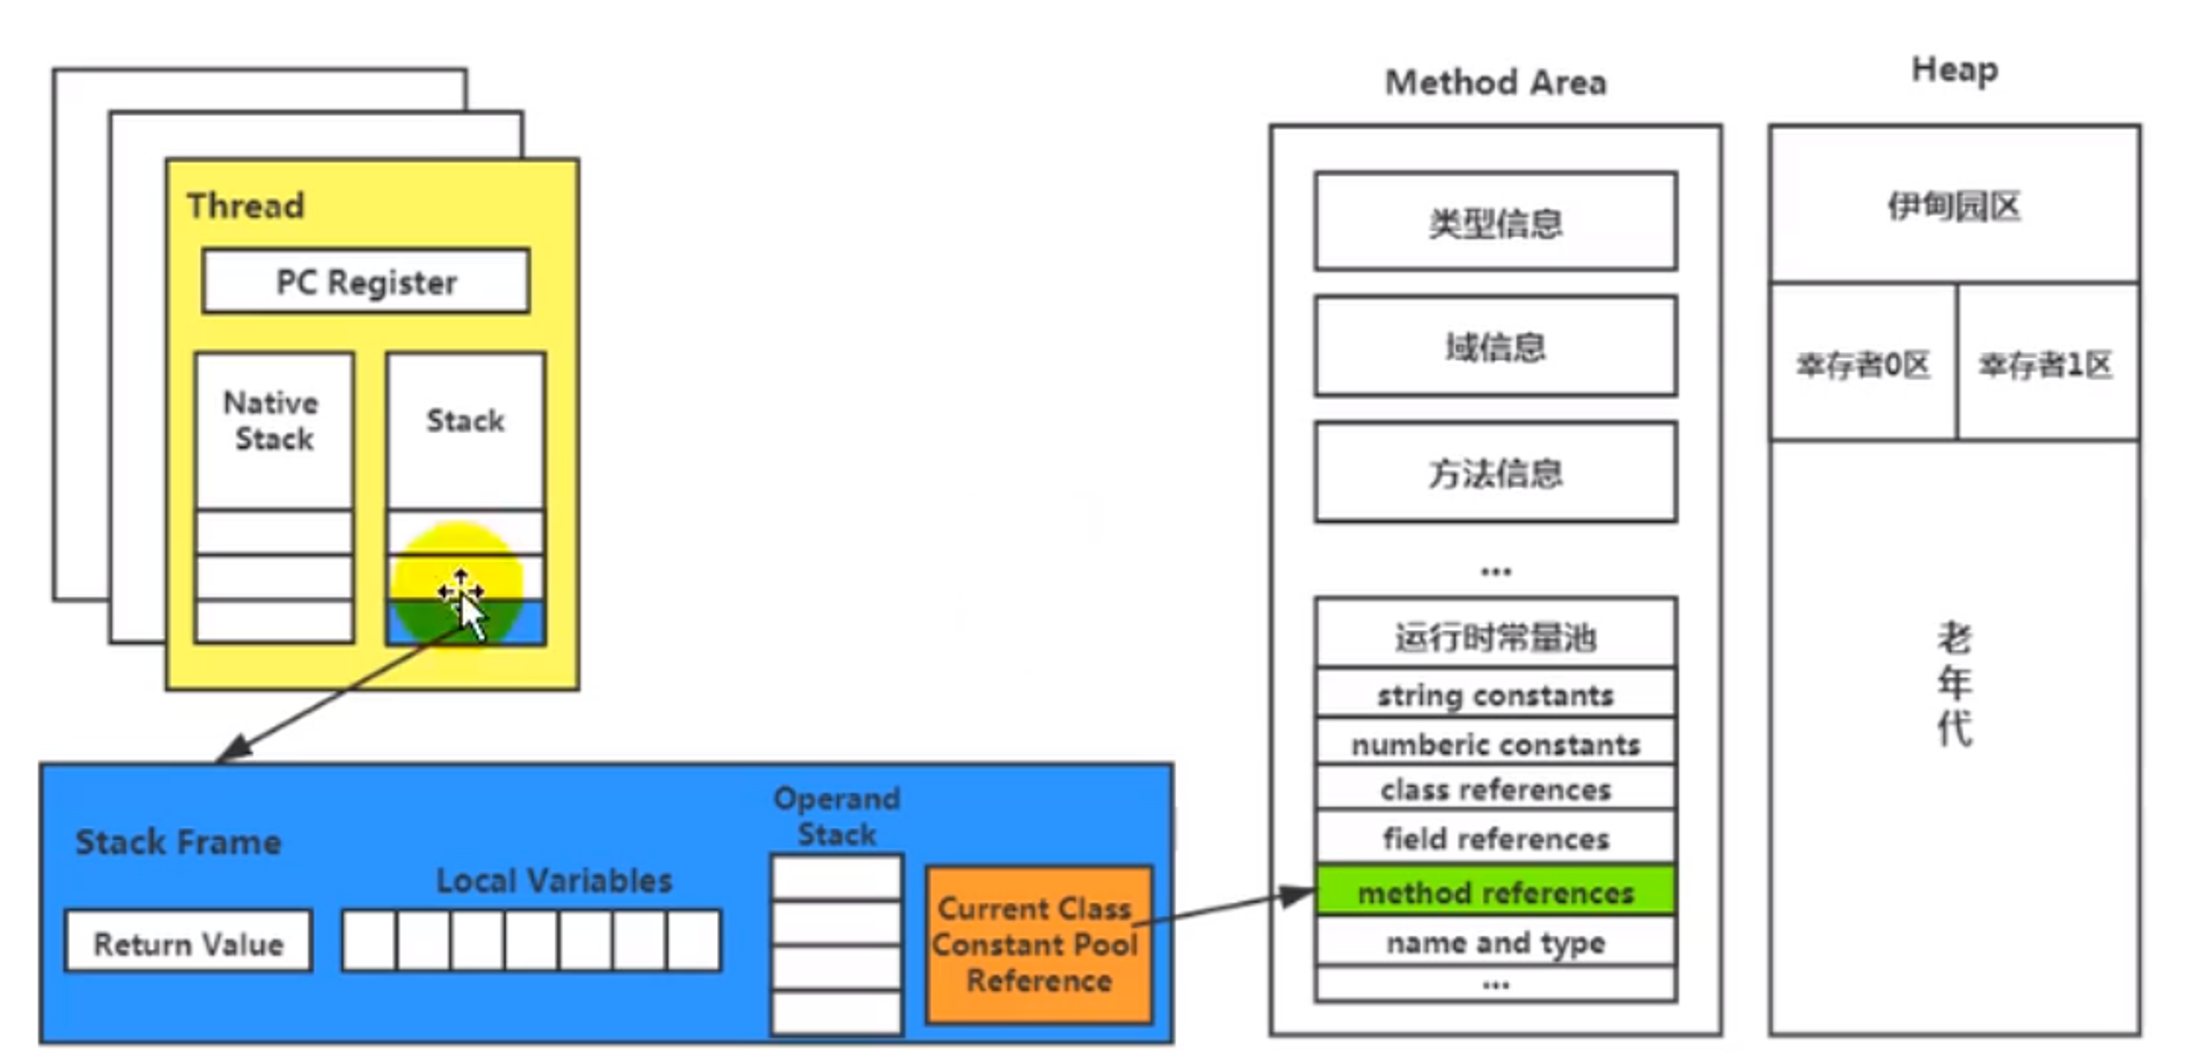 Thread
PC Register
Native
Stack
Stack
Stack Frame
Return Value
Local Variables
Operand
Stack
Current Class
Constant Pool
Reference
Method Area
类型信息
域信息
方法信息
...
运行时常量池
string constants
numberic constants
class references
field references
method references
name and type
...
Heap
伊甸园区
幸存者0区
幸存者1区
老
年
代